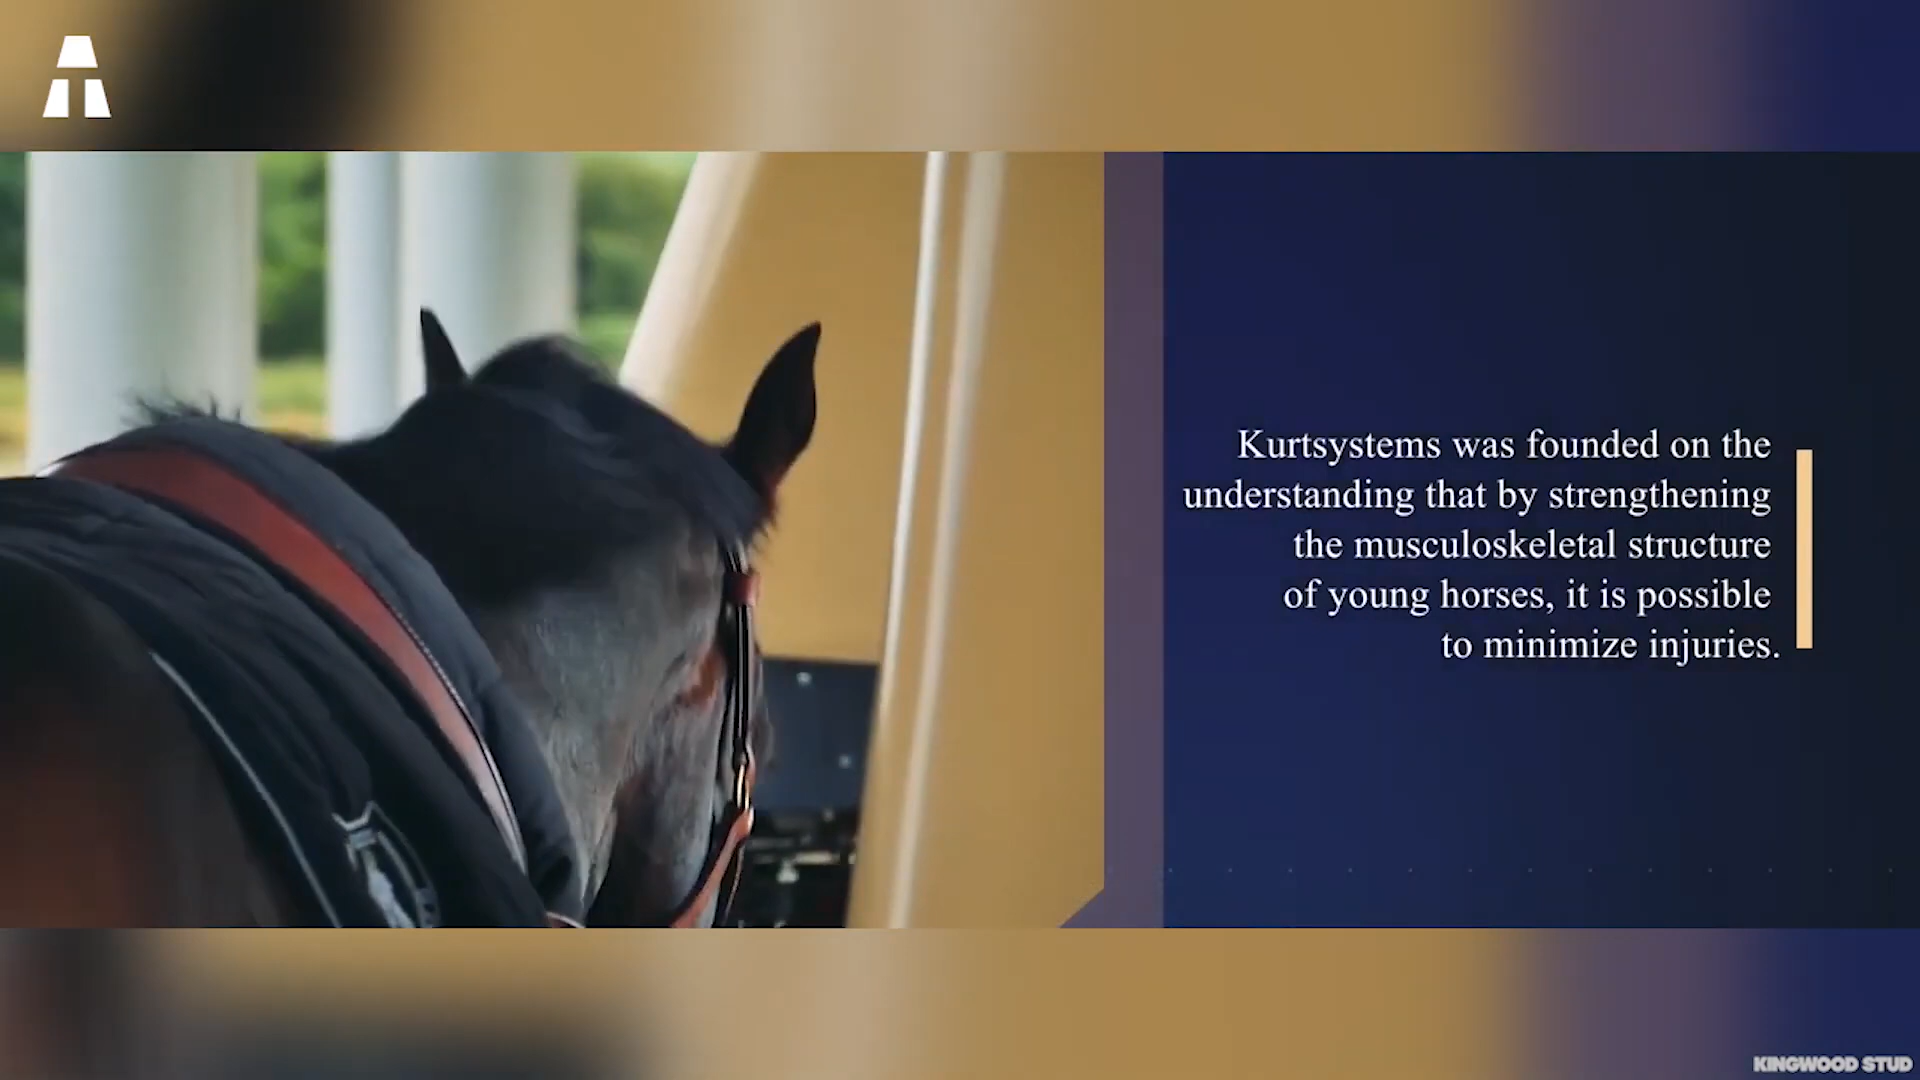 Kurtsystems was founded on the
understanding that by strengthening
the musculoskeletal structure
of young horses, it is possible
to minimize injuries.
KINGWOOD STUD